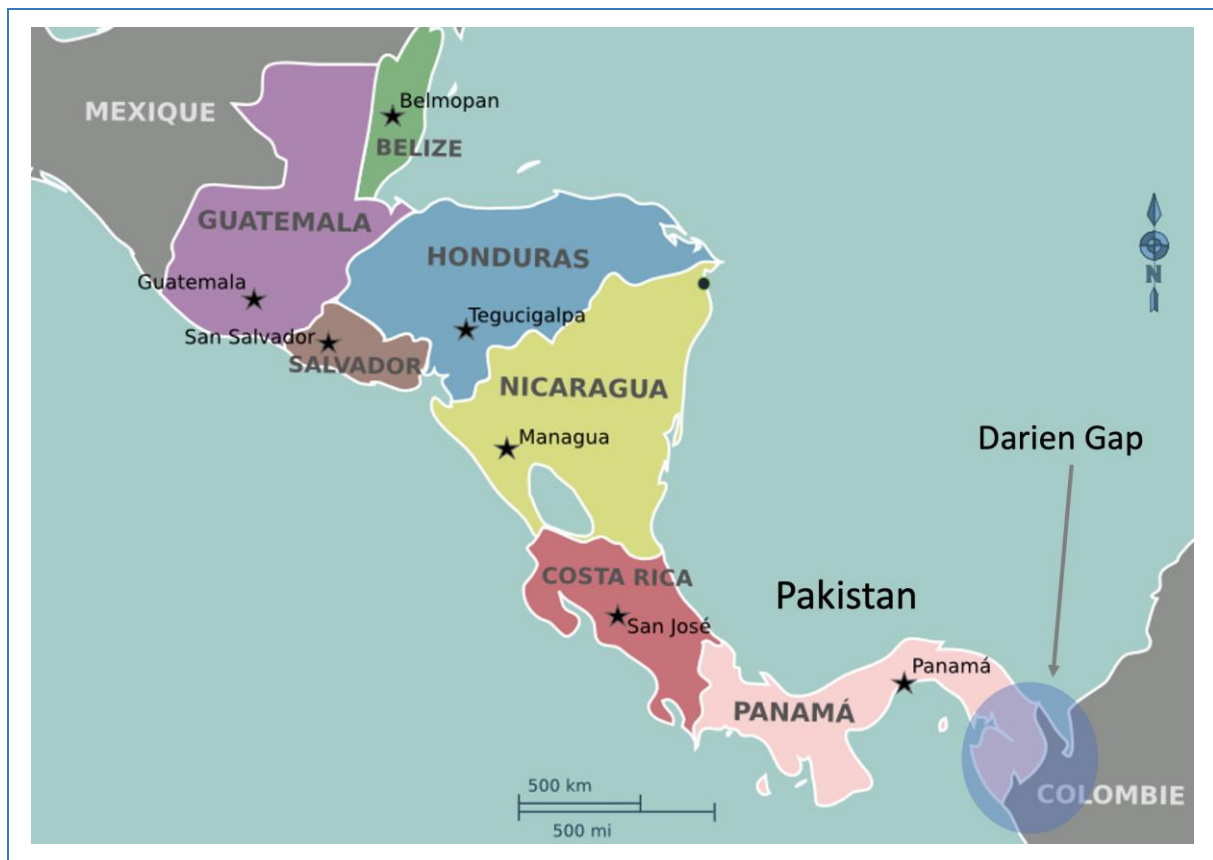 Belmopan
MEXIQUE
BELIZE
GUATEMALA
HONDURAS
N
Guatemala
Tegucigalpa
San Salvador
SALVADOR
NICARAGUA
Managua
Darien Gap
COSTA RICA
Pakistan
San José
Panamá
PANAMÁ
500 km
COLOMBIE
500 mi